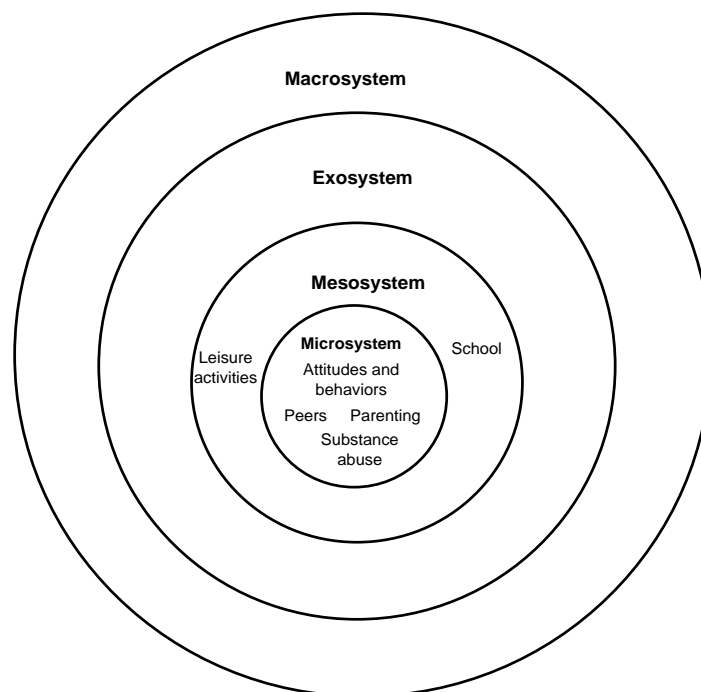 Macrosystem
Exosystem
Mesosystem
Microsystem
Leisure
activities
School
Attitudes and
behaviors
Peers Parenting
Substance
abuse